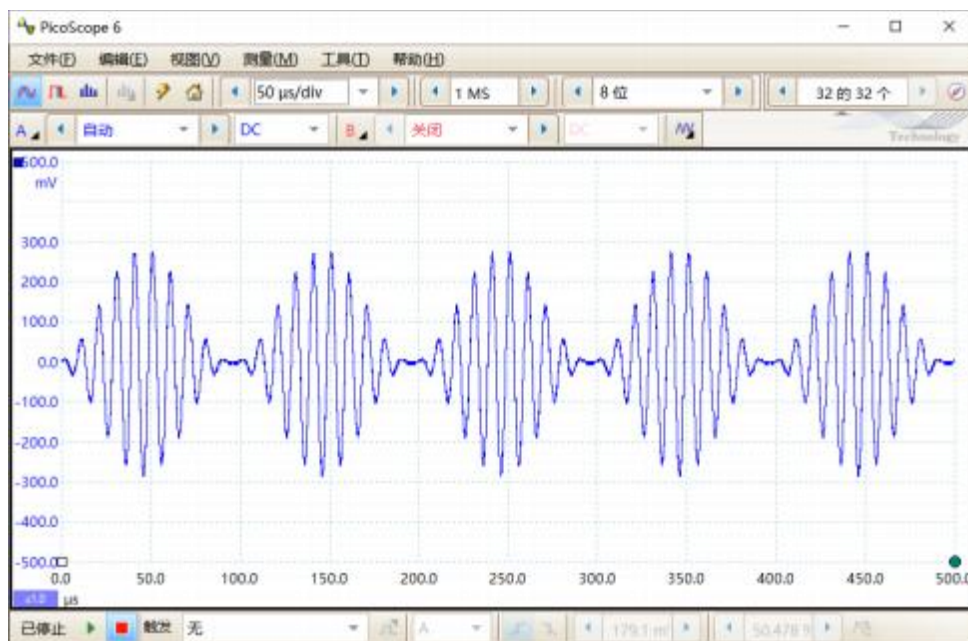 PicoScope 6
文件(F) 编辑(E) 视图(V) 测量(M) 工具(T) 帮助(H)
50 µs/div 1 MS 8 位 32 的 32 个
A 自动 DC B 关闭 DC
Technology
500.0
mV
300.0
200.0
100.0
0.0
-100.0
-200.0
-300.0
-400.0
-500.0
0.0 50.0 100.0 150.0 200.0 250.0 300.0 350.0 400.0 450.0 500.0
x1.0 µs
已停止 触发 无 A